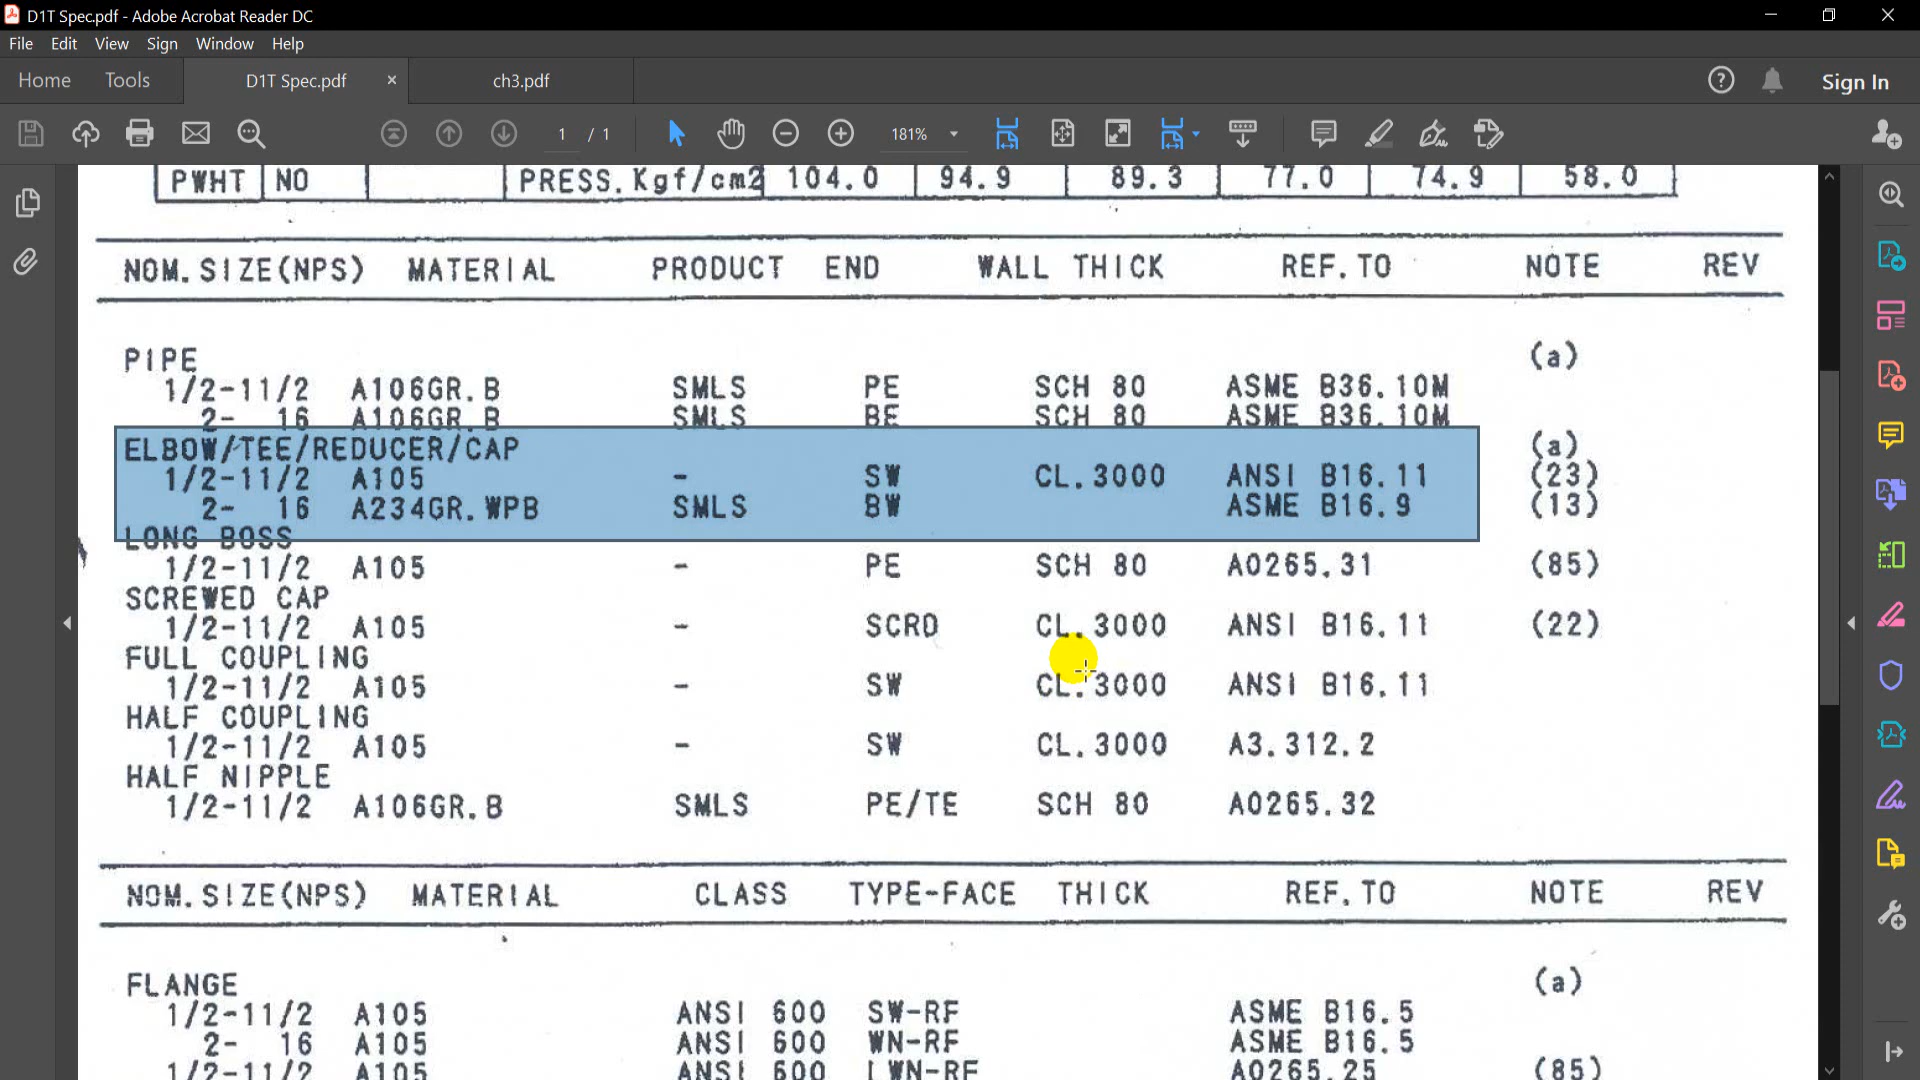 D1T Spec.pdf - Adobe Acrobat Reader DC
File Edit View Sign Window Help
Home Tools D1T Spec.pdf × ch3.pdf Sign In
1 / 1 181%
PWHT NO PRESS. Kgf/cm2 104.0 94.9 89.3 77.0 74.9 58.0
NOM. SIZE(NPS) MATERIAL PRODUCT END WALL THICK REF. TO NOTE REV
PIPE (a)
1/2-11/2 A106GR. B SMLS PE SCH 80 ASME B36. 10M
2- 16 A106GR. B SMLS BE SCH 80 ASME B36. 10M
ELBOW/TEE/REDUCER/CAP (a)
1/2-11/2 A105 - SW CL. 3000 ANSI B16. 11 (23)
2- 16 A234GR. WPB SMLS BW ASME B16. 9 (13)
LONG BOSS
1/2-11/2 A105 - PE SCH 80 A0265. 31 (85)
SCREWED CAP
1/2-11/2 A105 - SCRD CL. 3000 ANSI B16. 11 (22)
FULL COUPLING
1/2-11/2 A105 - SW CL. 3000 ANSI B16. 11
HALF COUPLING
1/2-11/2 A105 - SW CL. 3000 A3. 312. 2
HALF NIPPLE
1/2-11/2 A106GR. B SMLS PE/TE SCH 80 A0265. 32
NOM. SIZE(NPS) MATERIAL CLASS TYPE-FACE THICK REF. TO NOTE REV
FLANGE (a)
1/2-11/2 A105 ANSI 600 SW-RF ASME B16. 5
2- 16 A105 ANSI 600 WN-RF ASME B16. 5
1/2-11/2 A105 ANSI 600 LWN-RF A0265. 25 (85)